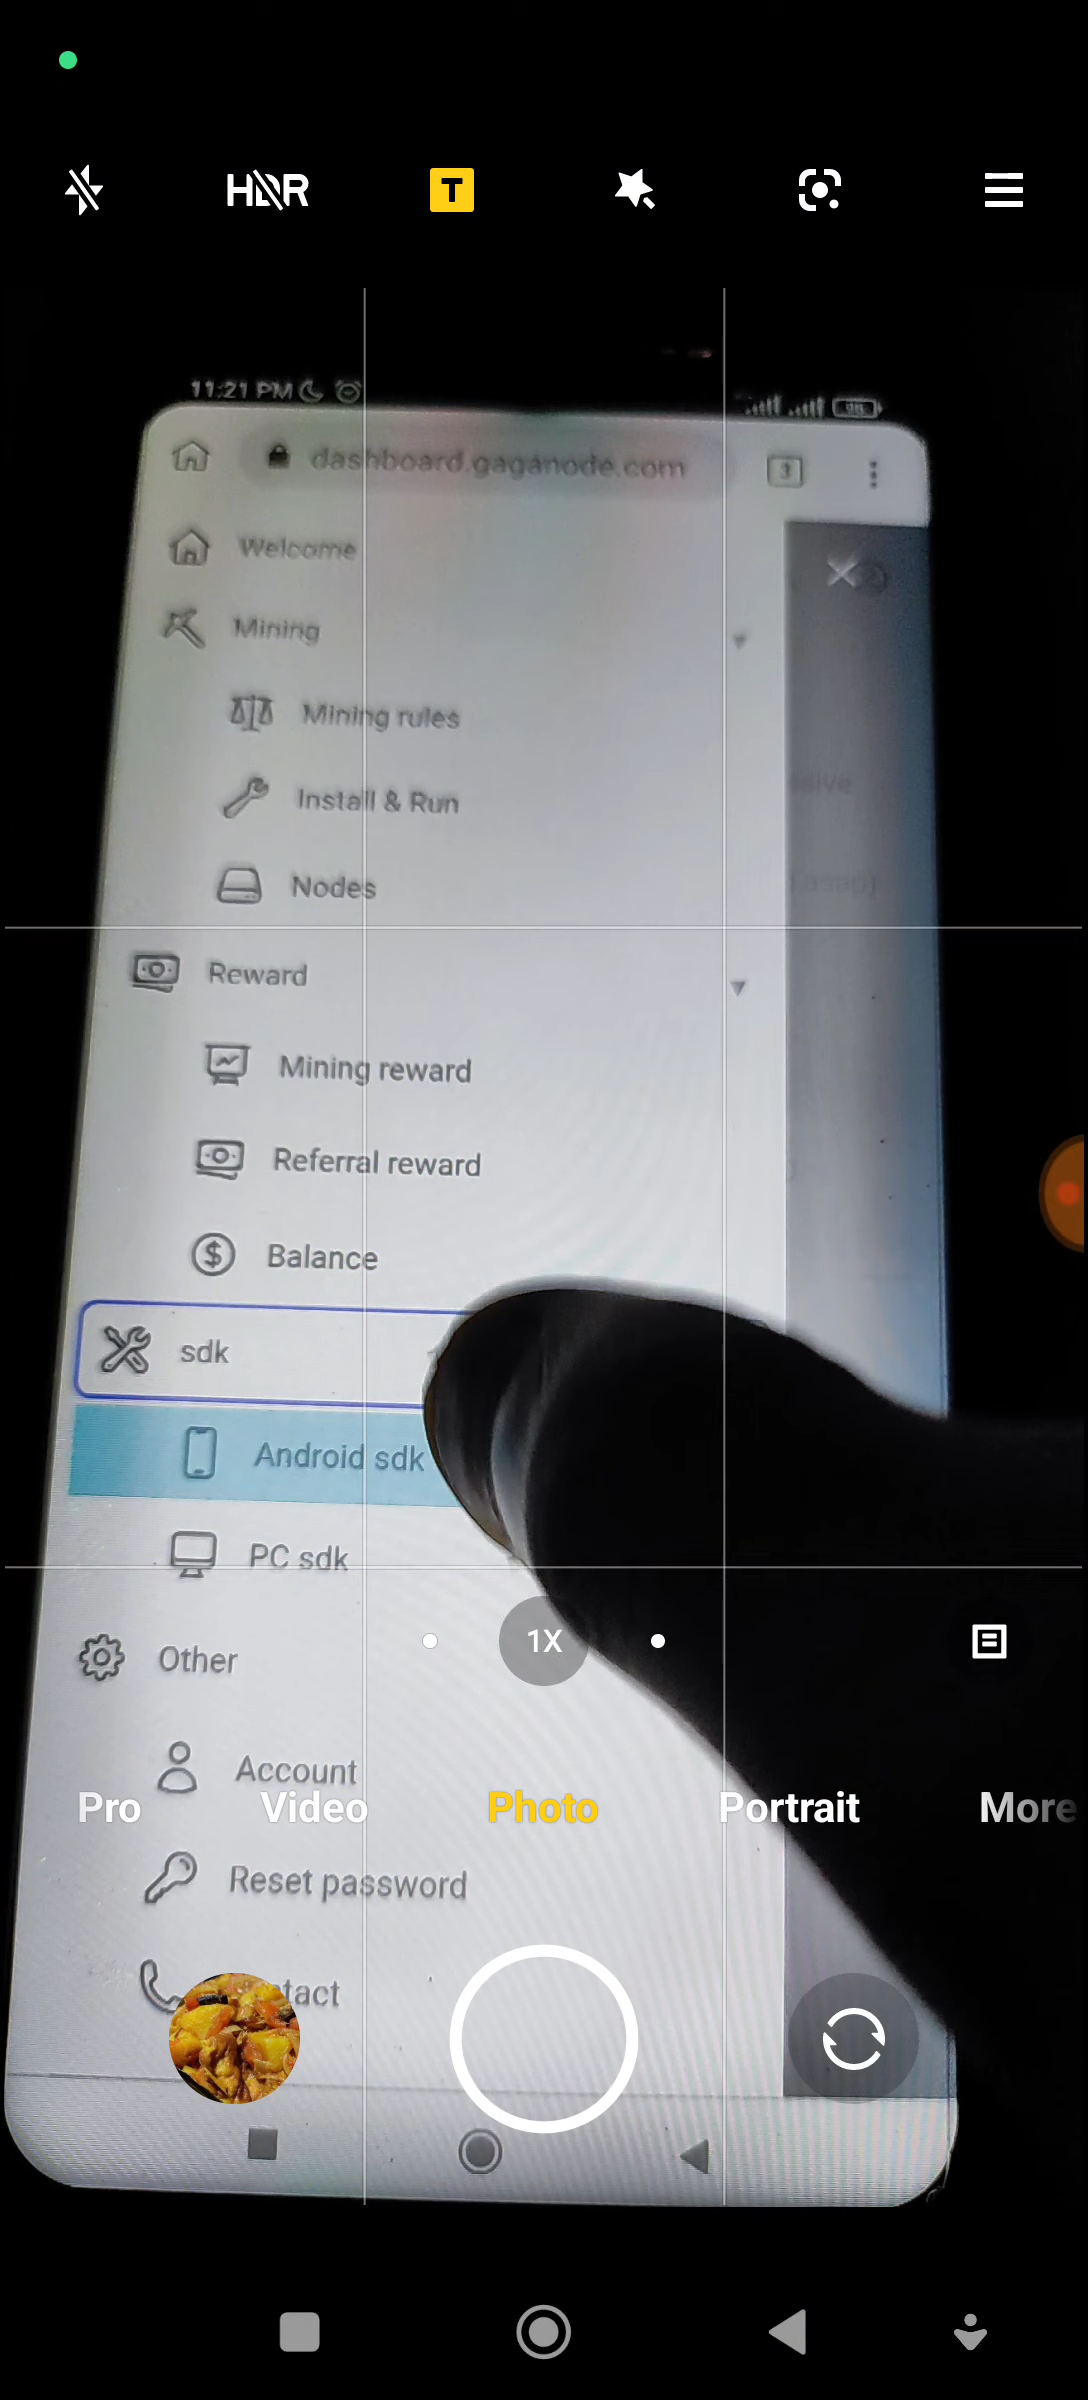 HDR
T
11:21 PM
dashboard.gaganode.com
3
Welcome
Mining
Mining rules
Install & Run
Nodes
Reward
Mining reward
Referral reward
Balance
sdk
Android sdk
PC sdk
1X
Other
Account
Pro Video Photo Portrait More
Reset password